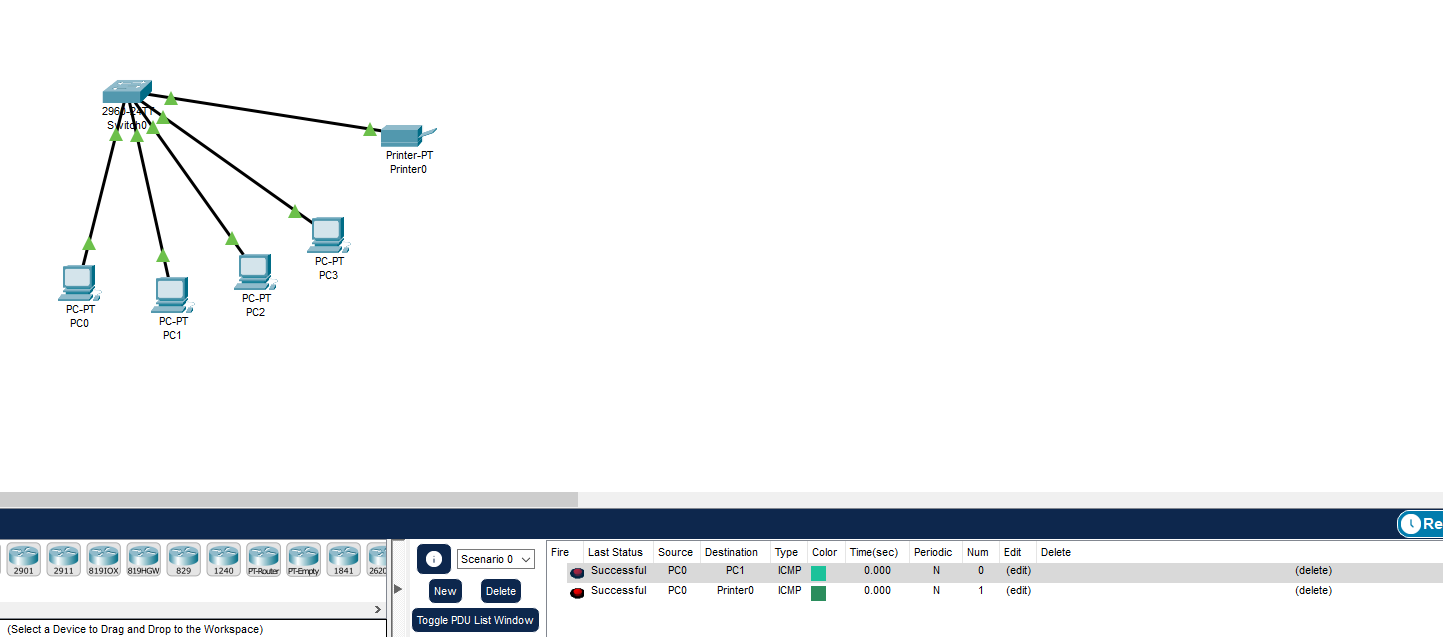 2960-24TT
Switch0
Printer-PT
Printer0
PC-PT
PC3
PC-PT
PC2
PC-PT
PC0
PC-PT
PC1
Re
2901
2911
819IOX
819HGW
829
1240
PT-Router
PT-Empty
1841
2620
(Select a Device to Drag and Drop to the Workspace)
Scenario 0
New
Delete
Toggle PDU List Window
Fire Last Status Source Destination Type Color Time(sec) Periodic Num Edit Delete
Successful PC0 PC1 ICMP 0.000 N 0 (edit) (delete)
Successful PC0 Printer0 ICMP 0.000 N 1 (edit) (delete)